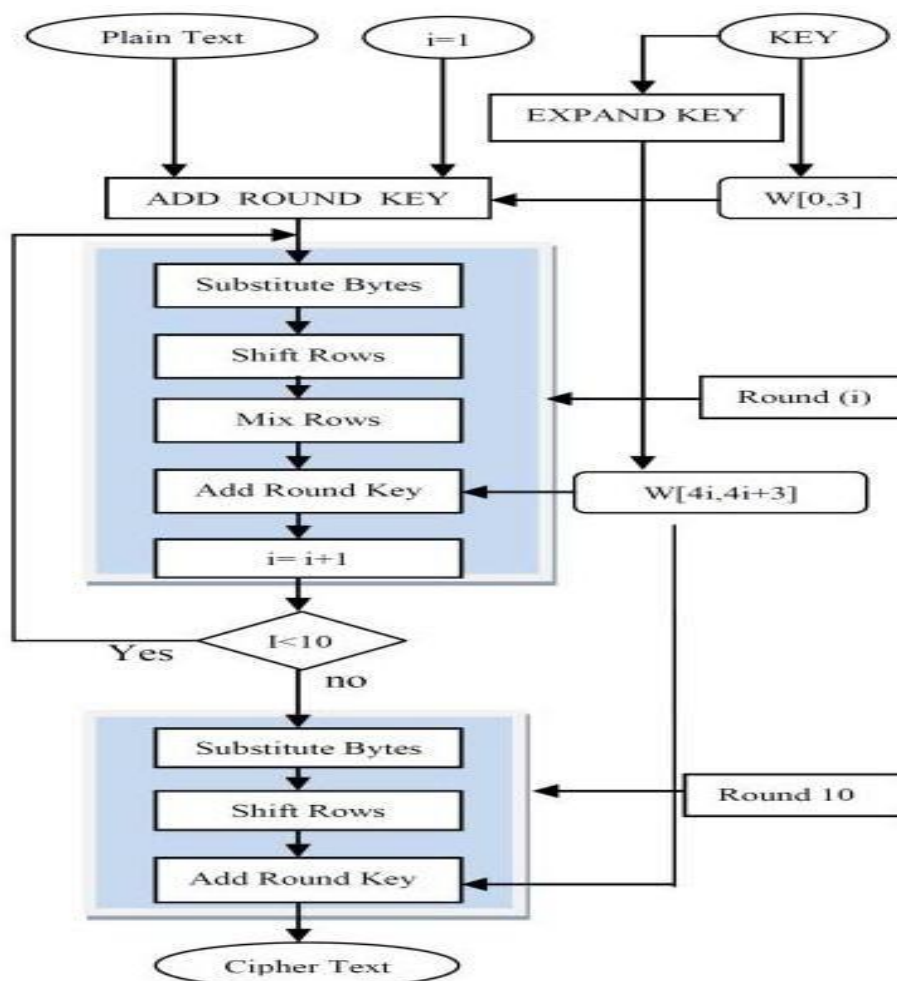 Plain Text
i=1
KEY
EXPAND KEY
ADD ROUND KEY
W[0,3]
Substitute Bytes
Shift Rows
Round (i)
Mix Rows
Add Round Key
W[4i,4i+3]
i= i+1
I<10
Yes
no
Substitute Bytes
Shift Rows
Round 10
Add Round Key
Cipher Text